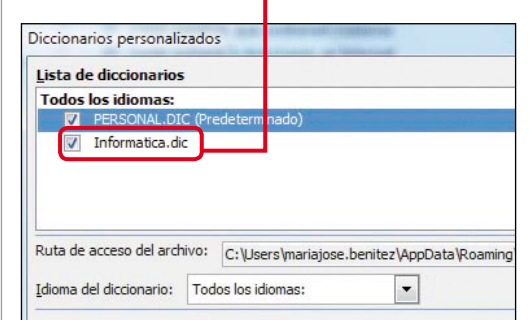 Diccionarios personalizados
Lista de diccionarios
Todos los idiomas:
PERSONAL.DIC (Predeterminado)
Informatica.dic
Ruta de acceso del archivo: C:\Users\mariajose.benitez\AppData\Roaming\
Idioma del diccionario: Todos los idiomas: